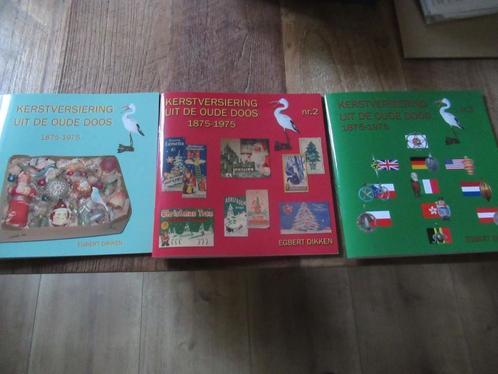 KERSTVERSIERING
UIT DE OUDE DOOS
1875-1975
EGBERT DIKKEN
KERSTVERSIERING
UIT DE OUDE DOOS
1875-1975
nr.2
Christmas Tree
EGBERT DIKKEN
KERSTVERSIERING
UIT DE OUDE DOOS
1875-1975
EGBERT